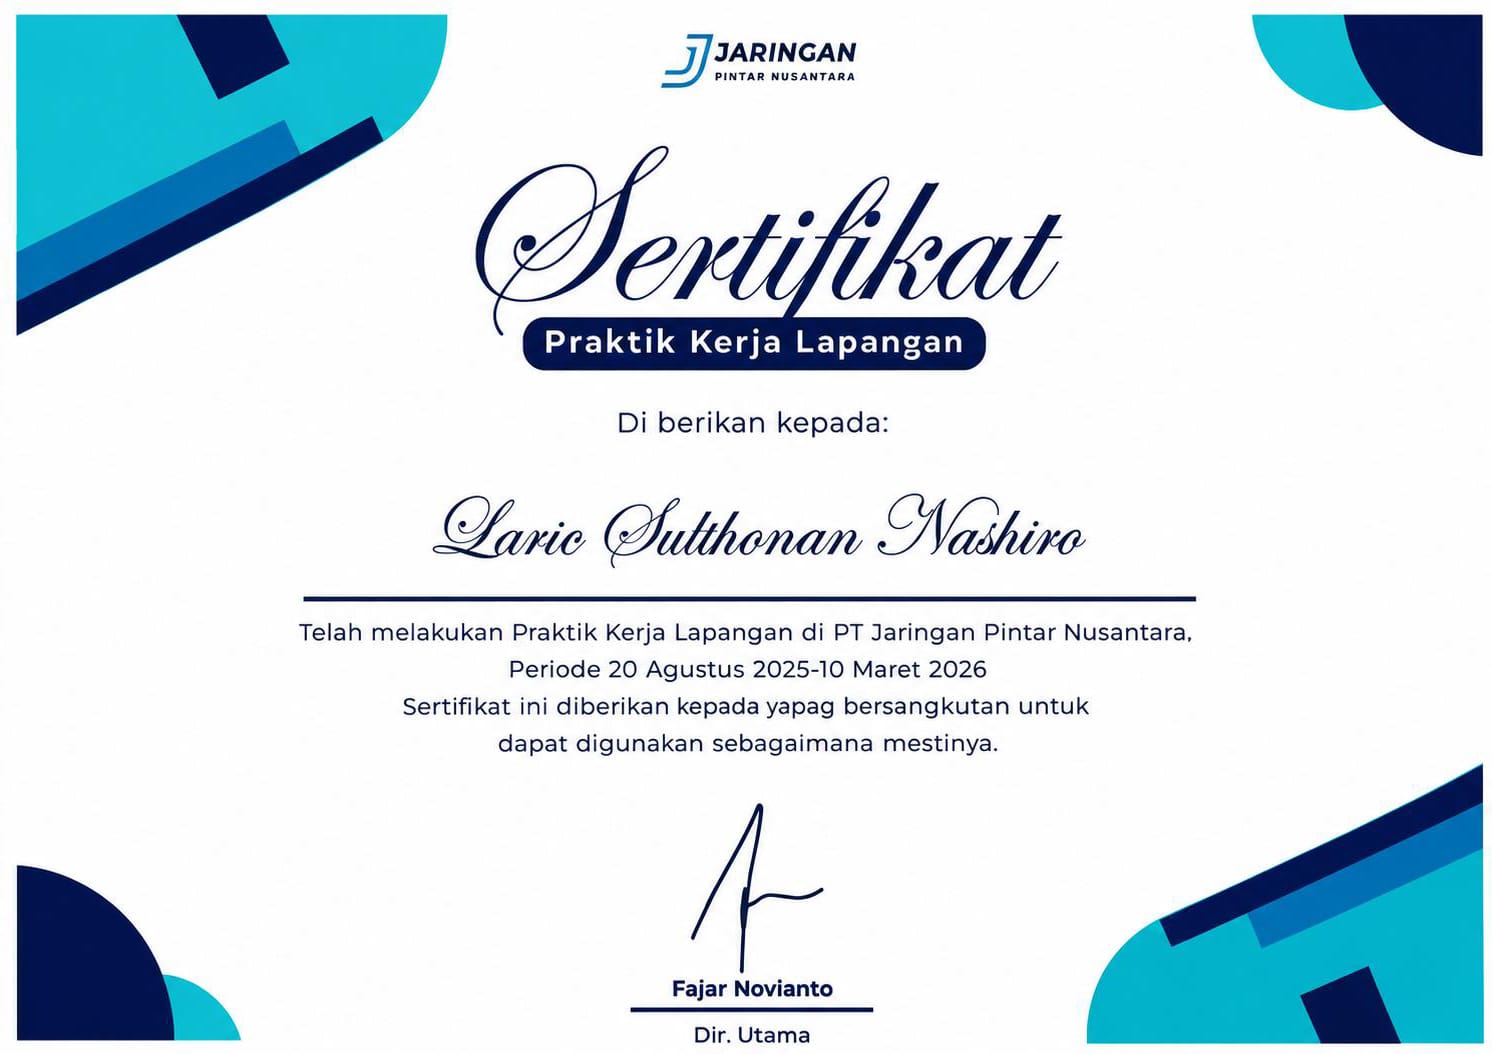 JARINGAN
PINTAR NUSANTARA
Sertifikat
Praktik Kerja Lapangan
Di berikan kepada:
Laric Sutthonan Nashiro
Telah melakukan Praktik Kerja Lapangan di PT Jaringan Pintar Nusantara,
Periode 20 Agustus 2025-10 Maret 2026
Sertifikat ini diberikan kepada yapag bersangkutan untuk
dapat digunakan sebagaimana mestinya.
Fajar Novianto
Dir. Utama